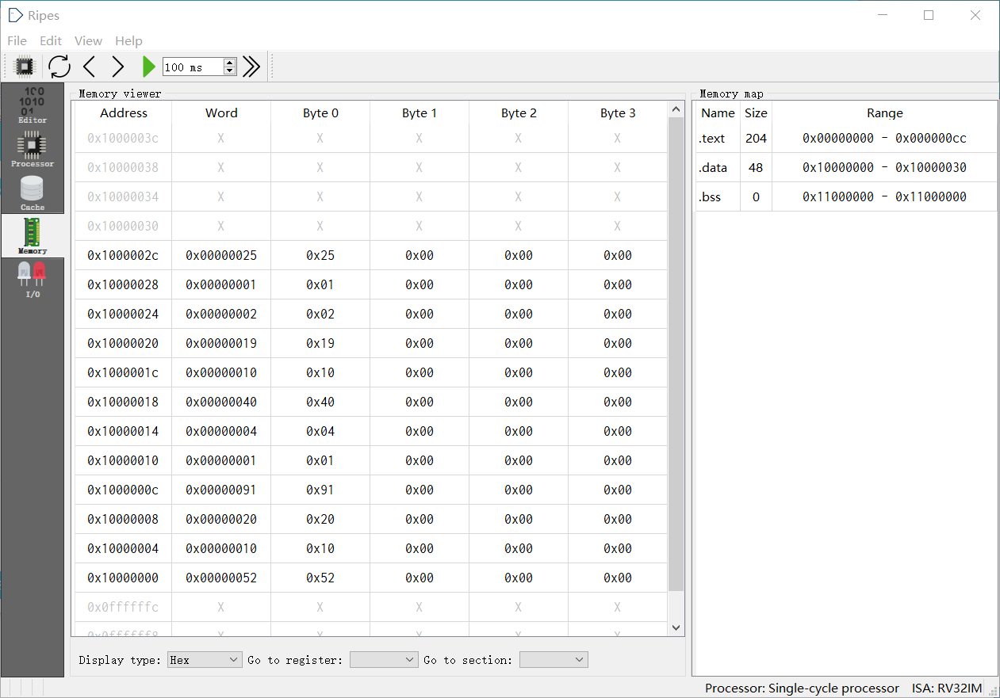 Ripes
File Edit View Help
100 ms
Editor
Processor
Cache
Memory
I/O
Memory viewer
Address Word Byte 0 Byte 1 Byte 2 Byte 3
0x1000003c X X X X X
0x10000038 X X X X X
0x10000034 X X X X X
0x10000030 X X X X X
0x1000002c 0x00000025 0x25 0x00 0x00 0x00
0x10000028 0x00000001 0x01 0x00 0x00 0x00
0x10000024 0x00000002 0x02 0x00 0x00 0x00
0x10000020 0x00000019 0x19 0x00 0x00 0x00
0x1000001c 0x00000010 0x10 0x00 0x00 0x00
0x10000018 0x00000040 0x40 0x00 0x00 0x00
0x10000014 0x00000004 0x04 0x00 0x00 0x00
0x10000010 0x00000001 0x01 0x00 0x00 0x00
0x1000000c 0x00000091 0x91 0x00 0x00 0x00
0x10000008 0x00000020 0x20 0x00 0x00 0x00
0x10000004 0x00000010 0x10 0x00 0x00 0x00
0x10000000 0x00000052 0x52 0x00 0x00 0x00
0x0ffffffc X X X X X
0x0ffffff8 X X X X X
Display type: Hex Go to register: Go to section:
Memory map
Name Size Range
.text 204 0x00000000 - 0x000000cc
.data 48 0x10000000 - 0x10000030
.bss 0 0x11000000 - 0x11000000
Processor: Single-cycle processor ISA: RV32IM